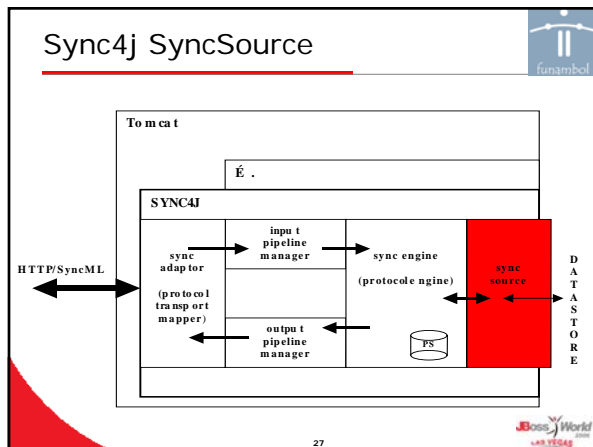 Sync4j SyncSource
funambol
Tomcat
É .
SYNC4J
HTTP/SyncML
sync
adaptor
(protocol
transport
mapper)
input
pipeline
manager
output
pipeline
manager
sync engine
(protocole ngine)
PS
sync
source
DATASTORE
27
JBoss World
LAS VEGAS